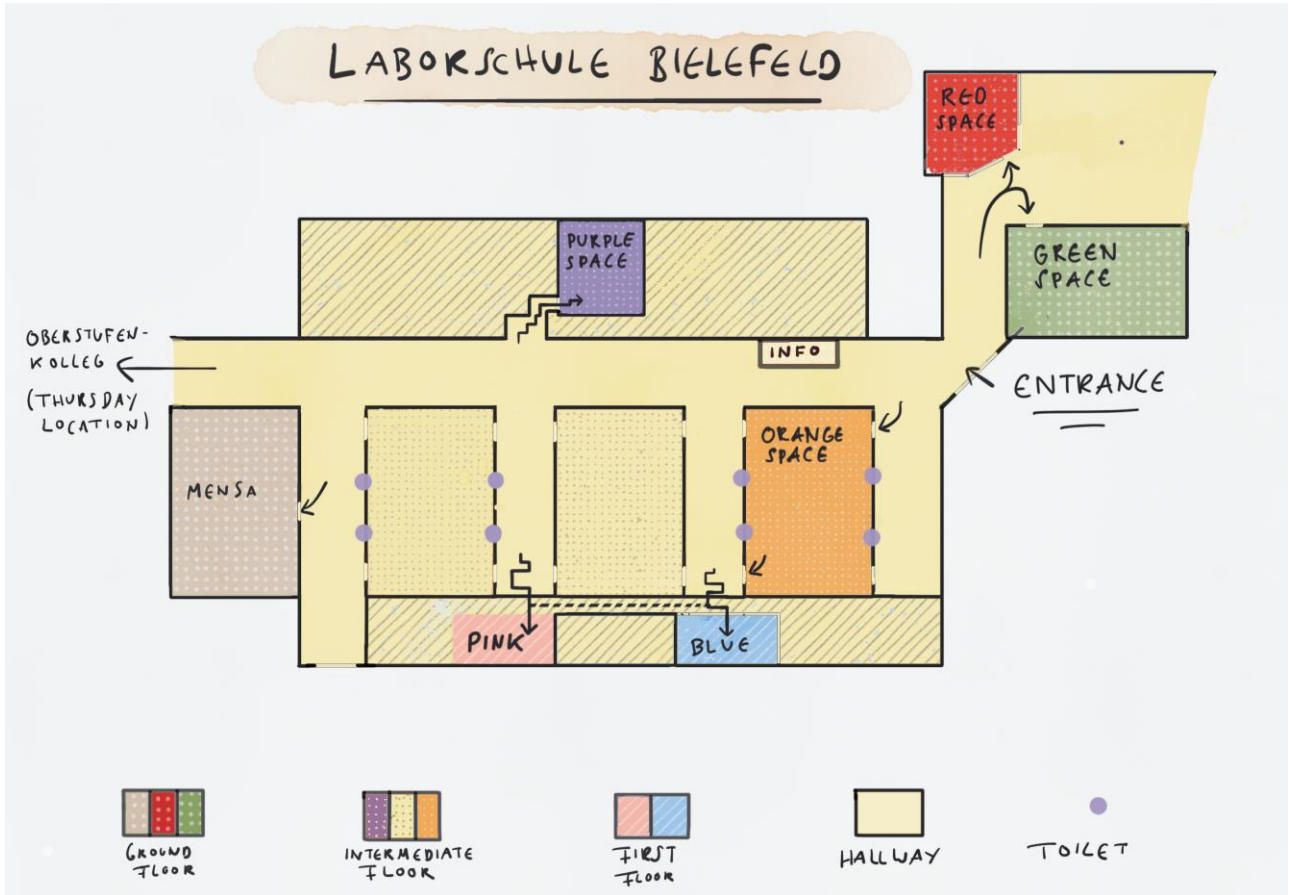 LABORSCHULE BIELEFELD
RED
SPACE
PURPLE
SPACE
GREEN
SPACE
OBERSTUFEN-
KOLLEG
(THURSDAY
LOCATION)
INFO
ENTRANCE
ORANGE
SPACE
MENSA
PINK
BLUE
GROUND
FLOOR
INTERMEDIATE
FLOOR
FIRST
FLOOR
HALLWAY
TOILET